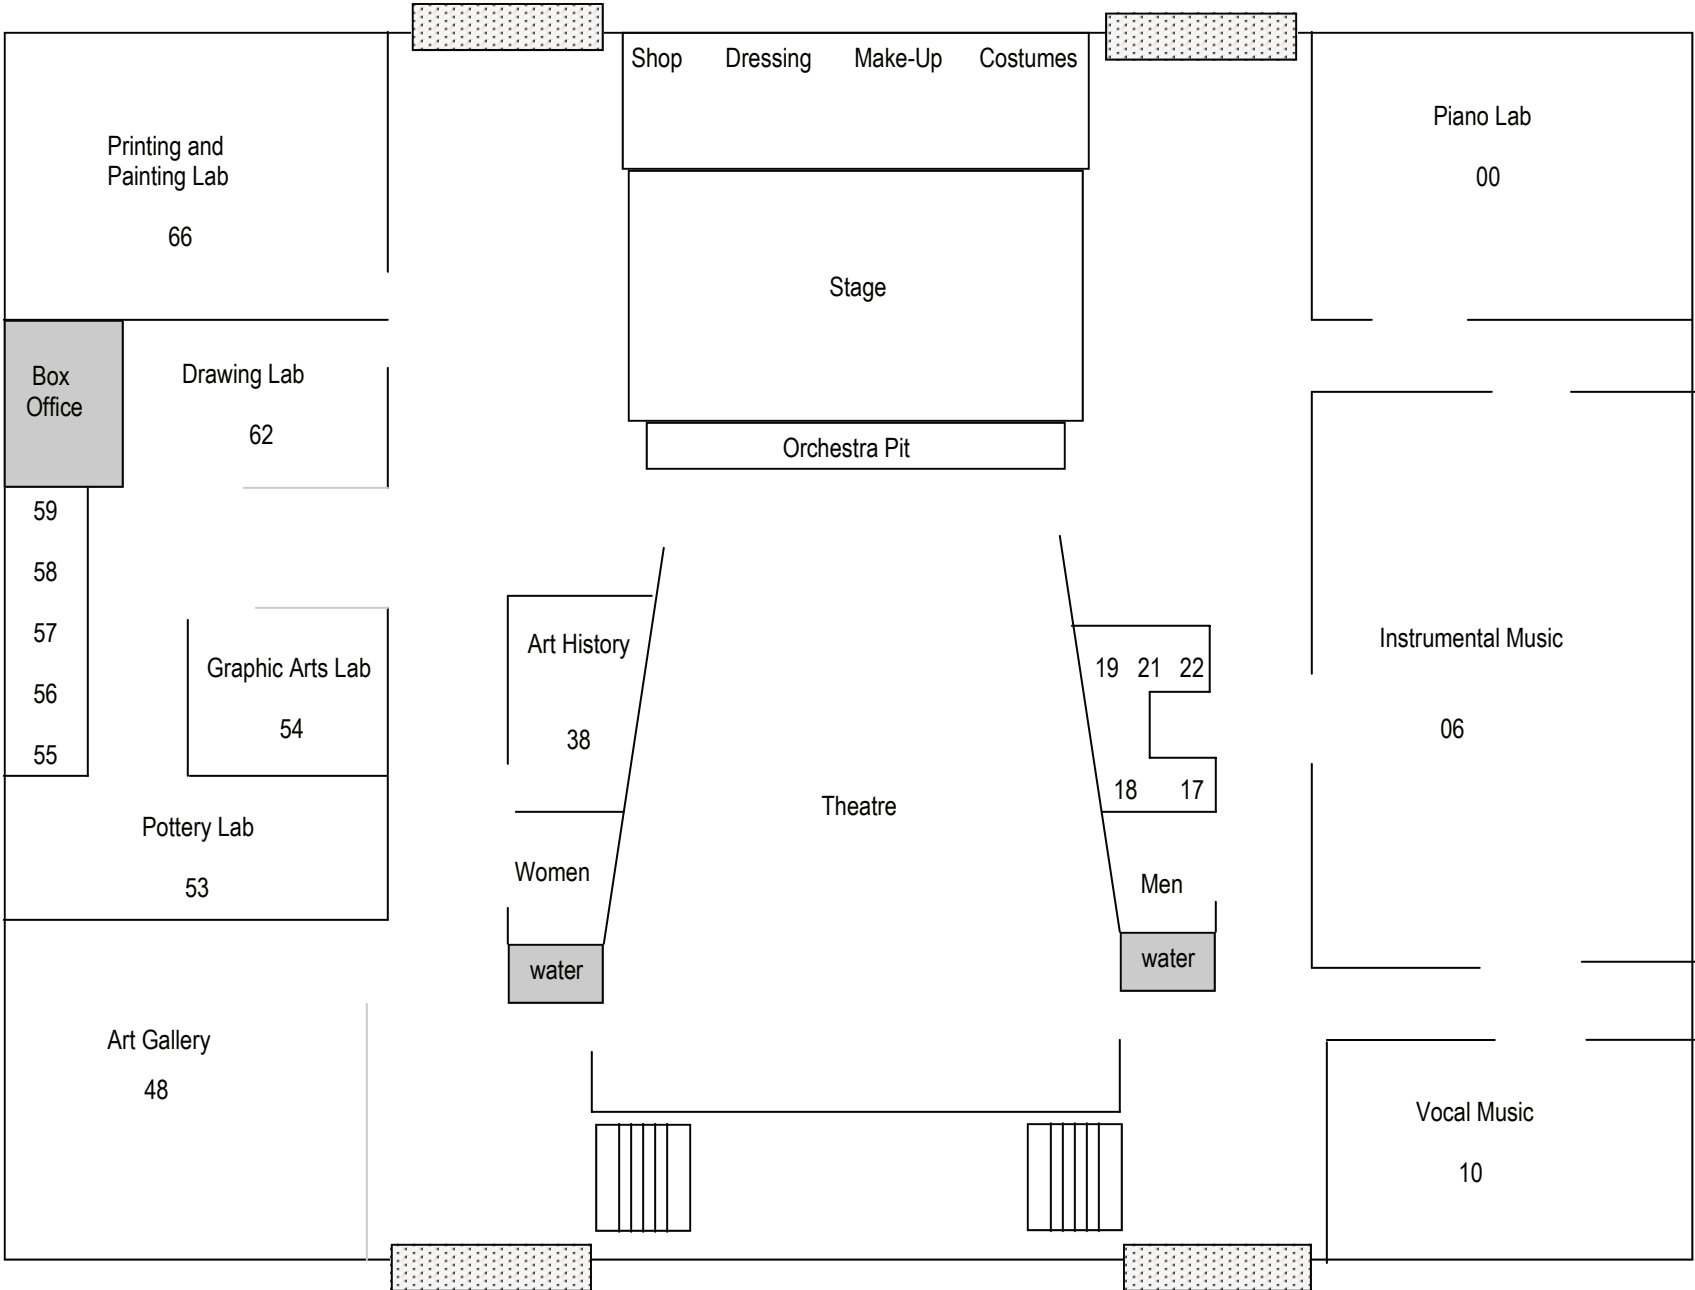 Shop Dressing Make-Up Costumes
Printing and
Painting Lab
66
Piano Lab
00
Stage
Box
Office
Drawing Lab
62
Orchestra Pit
59
58
57
56
55
Graphic Arts Lab
54
Art History
38
19 21 22
18 17
Instrumental Music
06
Theatre
Pottery Lab
53
Women
Men
water
water
Art Gallery
48
Vocal Music
10